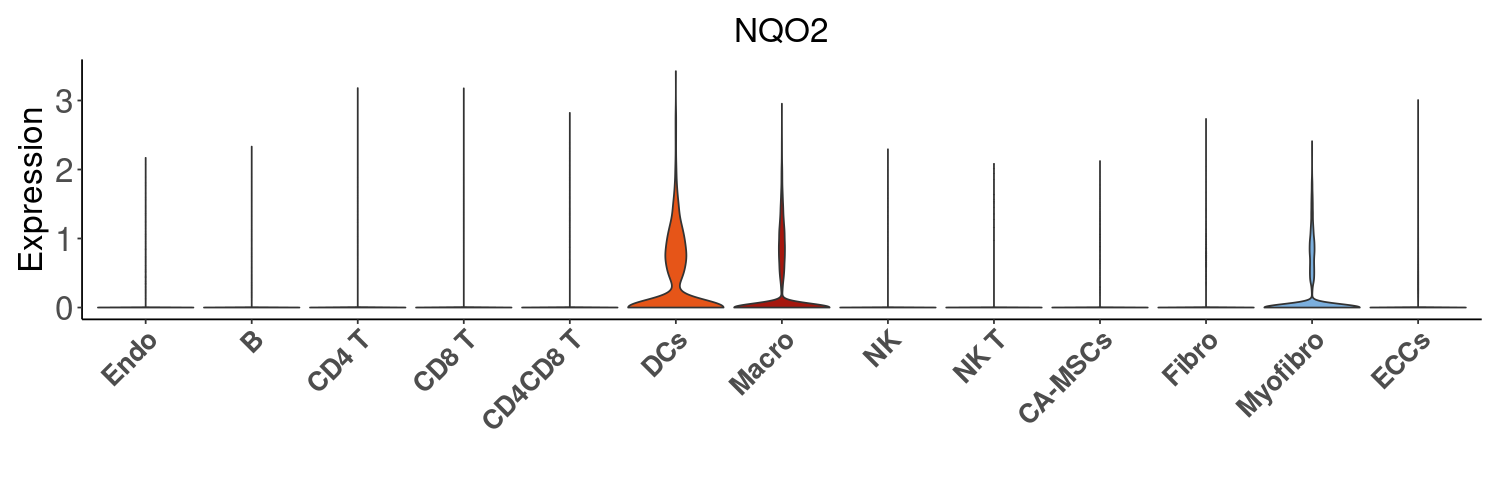 NQO2
Expression
3
2
1
0
Endo
B
CD4 T
CD8 T
CD4CD8 T
DCs
Macro
NK
NK T
CA-MSCs
Fibro
Myofibro
ECCs